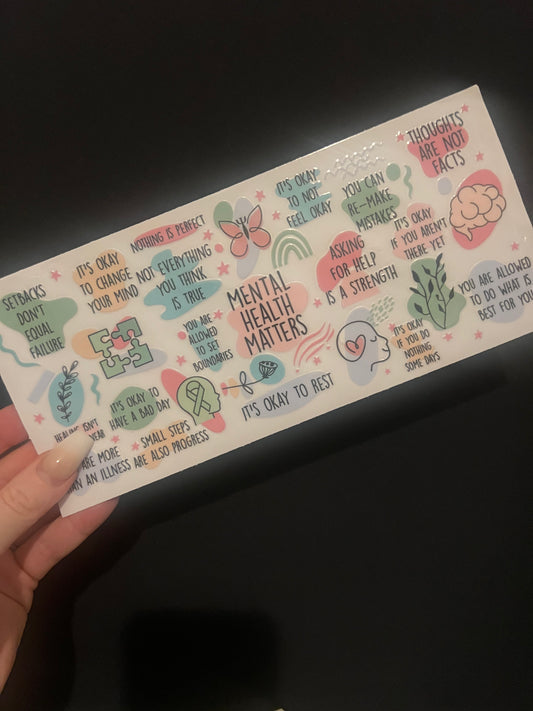 SETBACKS
DON'T
EQUAL
FAILURE
IT'S OKAY
TO CHANGE
YOUR MIND
NOTHING IS PERFECT
NOT EVERYTHING
YOU THINK
IS TRUE
YOU ARE
ALLOWED
TO SET
BOUNDARIES
MENTAL
HEALTH
MATTERS
IT'S OKAY
TO NOT
FEEL OKAY
ASKING
FOR HELP
IS A STRENGTH
YOU CAN
RE-MAKE
MISTAKES
THOUGHTS
ARE NOT
FACTS
IT'S OKAY
IF YOU AREN'T
THERE YET
YOU ARE ALLOWED
TO DO WHAT IS
BEST FOR YOU
IT'S OKAY
IF YOU DO
NOTHING
SOME DAYS
IT'S OKAY TO REST
IT'S OKAY TO
HAVE A BAD DAY
SMALL STEPS
ARE ALSO PROGRESS
HEALING ISN'T
ARE MORE
AN ILLNESS